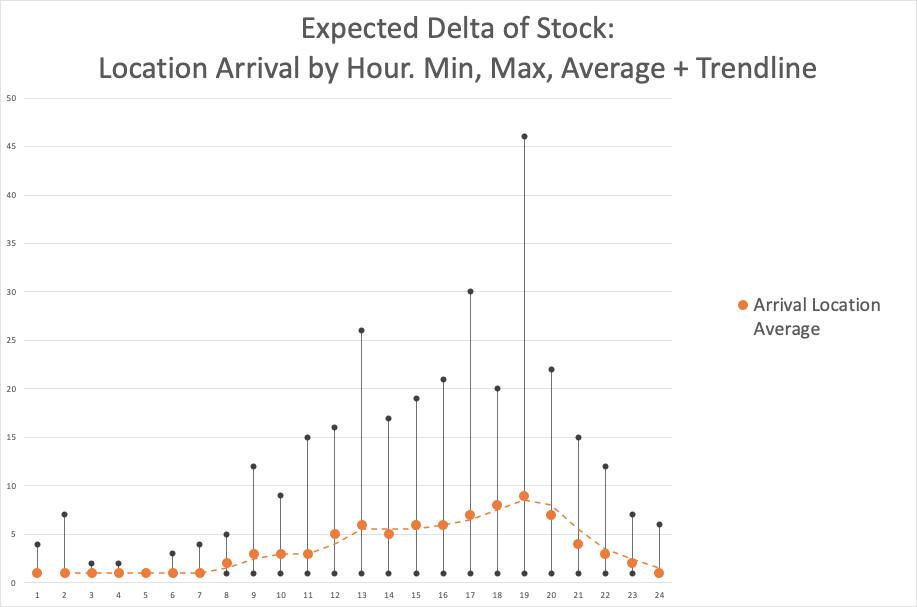 Expected Delta of Stock:
Location Arrival by Hour. Min, Max, Average + Trendline
50
45
40
35
30
25
20
15
10
5
0
1 2 3 4 5 6 7 8 9 10 11 12 13 14 15 16 17 18 19 20 21 22 23 24
Arrival Location
Average